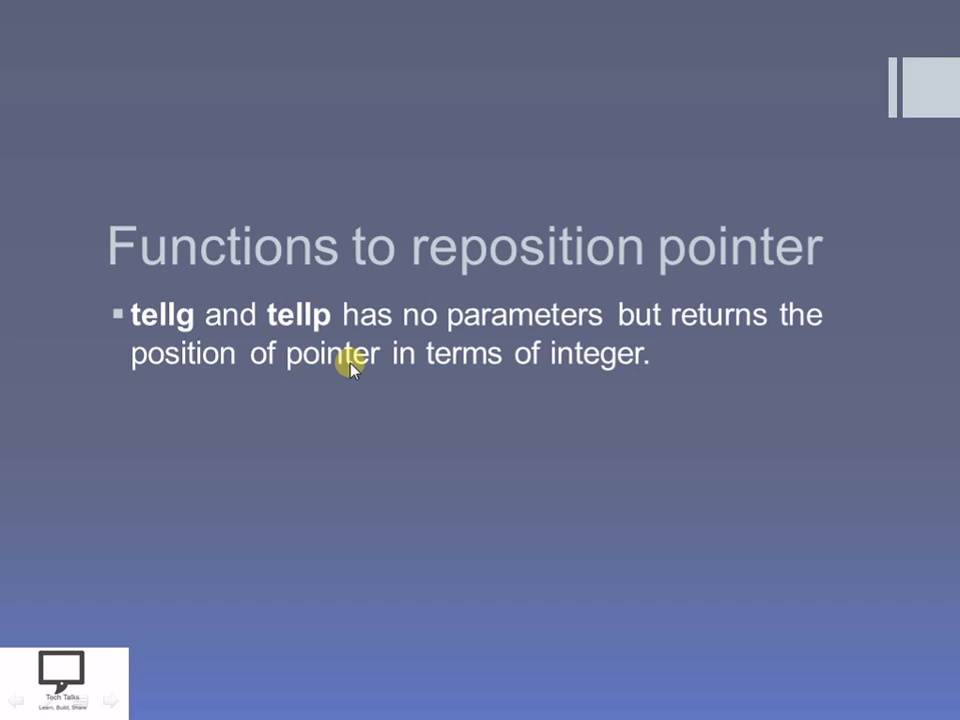 Functions to reposition pointer
▪ tellg and tellp has no parameters but returns the
position of pointer in terms of integer.
Tech Talks
Learn, Build, Share